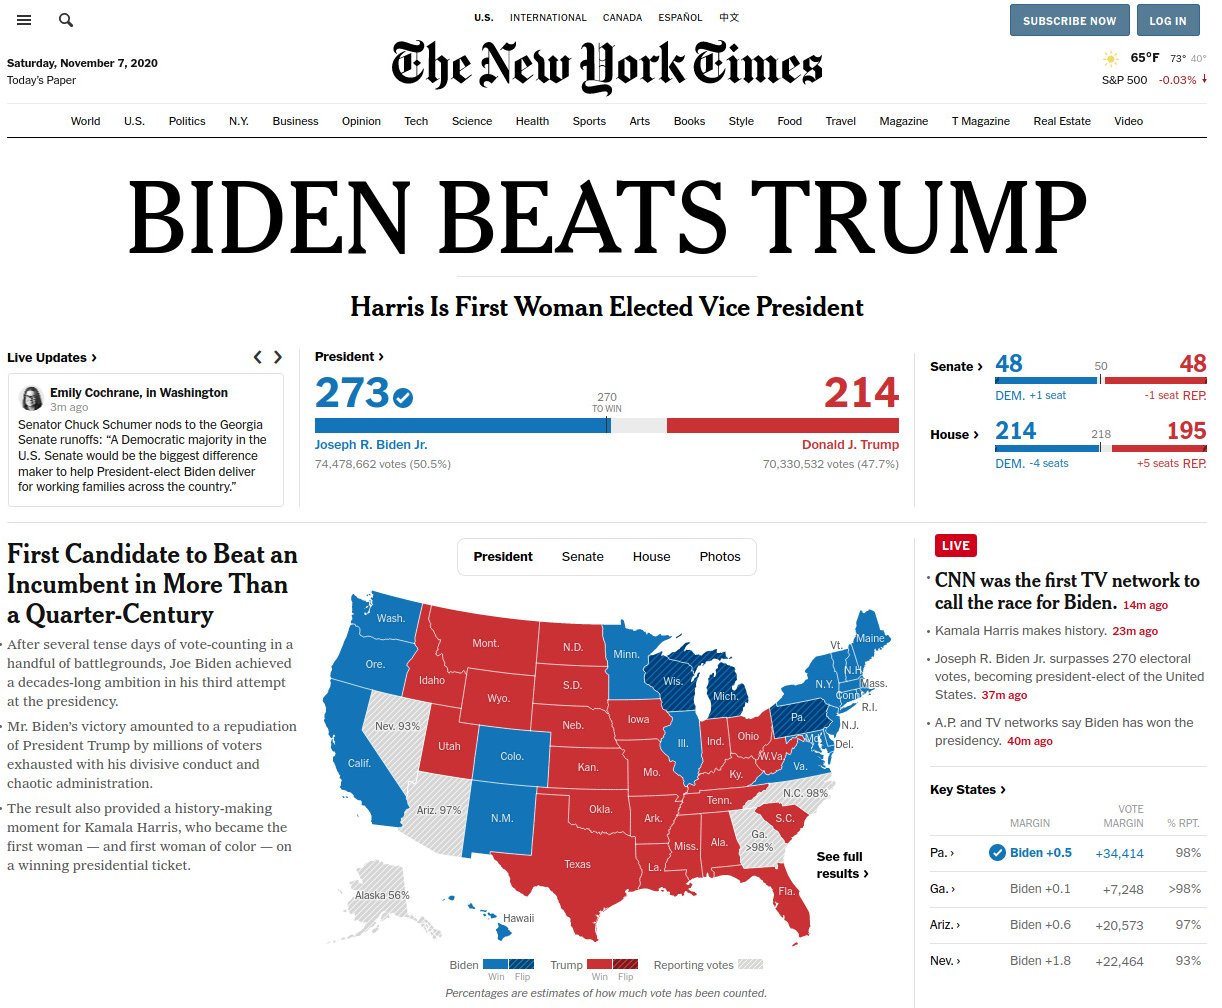 U.S. INTERNATIONAL CANADA ESPAÑOL 中文
SUBSCRIBE NOW LOG IN
Saturday, November 7, 2020
Today's Paper
The New York Times
65°F 73° 40°
S&P 500 -0.03%
World U.S. Politics N.Y. Business Opinion Tech Science Health Sports Arts Books Style Food Travel Magazine T Magazine Real Estate Video
BIDEN BEATS TRUMP
Harris Is First Woman Elected Vice President
Live Updates
Emily Cochrane, in Washington
3m ago
Senator Chuck Schumer nods to the Georgia
Senate runoffs: “A Democratic majority in the
U.S. Senate would be the biggest difference
maker to help President-elect Biden deliver
for working families across the country.”
President
273 214
270
TO WIN
Joseph R. Biden Jr. Donald J. Trump
74,478,662 votes (50.5%) 70,330,532 votes (47.7%)
Senate 48 50 48
DEM. +1 seat -1 seat REP.
House 214 218 195
DEM. -4 seats +5 seats REP.
First Candidate to Beat an
Incumbent in More Than
a Quarter-Century
• After several tense days of vote-counting in a
handful of battlegrounds, Joe Biden achieved
a decades-long ambition in his third attempt
at the presidency.
• Mr. Biden’s victory amounted to a repudiation
of President Trump by millions of voters
exhausted with his divisive conduct and
chaotic administration.
• The result also provided a history-making
moment for Kamala Harris, who became the
first woman — and first woman of color — on
a winning presidential ticket.
President Senate House Photos
Wash.
Mont.
N.D.
Minn.
Vt.
Maine
Ore.
Idaho
S.D.
Wis.
N.H.
Wyo.
Mich.
N.Y.
Mass.
Conn.
R.I.
Nev. 93%
Neb.
Iowa
Pa.
N.J.
Utah
Colo.
Ill.
Ind.
Ohio
Md.
Del.
Calif.
Kan.
Mo.
W.Va.
Va.
Ky.
Ariz. 97%
N.M.
Okla.
Ark.
Tenn.
N.C. 98%
S.C.
Texas
La.
Miss.
Ala.
Ga.
>98%
Fla.
Alaska 56%
Hawaii
See full
results
Biden Trump Reporting votes
Win Flip Win Flip
Percentages are estimates of how much vote has been counted.
LIVE
• CNN was the first TV network to
call the race for Biden. 14m ago
• Kamala Harris makes history. 23m ago
• Joseph R. Biden Jr. surpasses 270 electoral
votes, becoming president-elect of the United
States. 37m ago
• A.P. and TV networks say Biden has won the
presidency. 40m ago
Key States
MARGIN VOTE MARGIN % RPT.
Pa. Biden +0.5 +34,414 98%
Ga. Biden +0.1 +7,248 >98%
Ariz. Biden +0.6 +20,573 97%
Nev. Biden +1.8 +22,464 93%